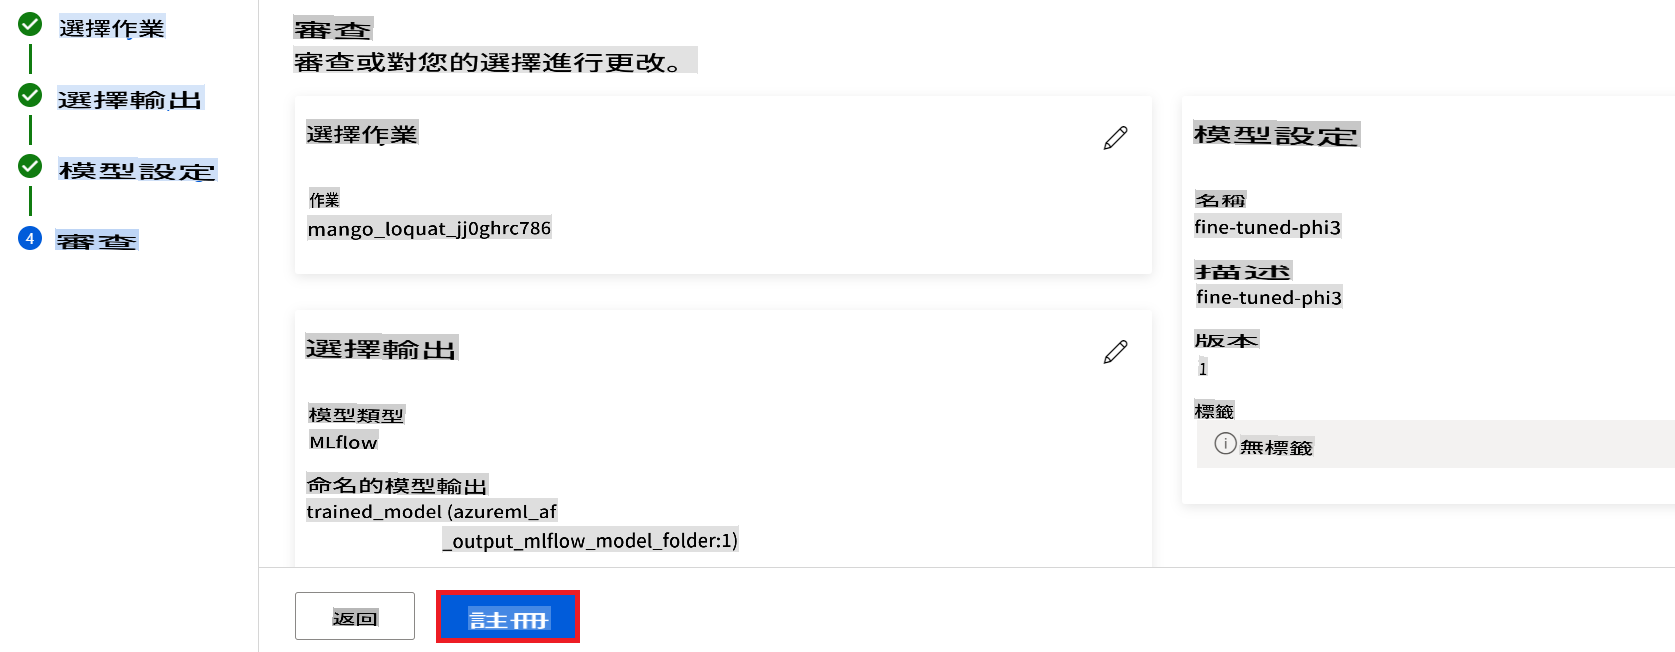 選擇作業
選擇輸出
模型設定
4
審查
審查
審查或對您的選擇進行更改。
選擇作業
作業
mango_loquat_jj0ghrc786
選擇輸出
模型類型
MLflow
命名的模型輸出
trained_model (azureml_af
_output_mlflow_model_folder:1)
模型設定
名稱
fine-tuned-phi3
描述
fine-tuned-phi3
版本
1
標籤
無標籤
返回
註冊